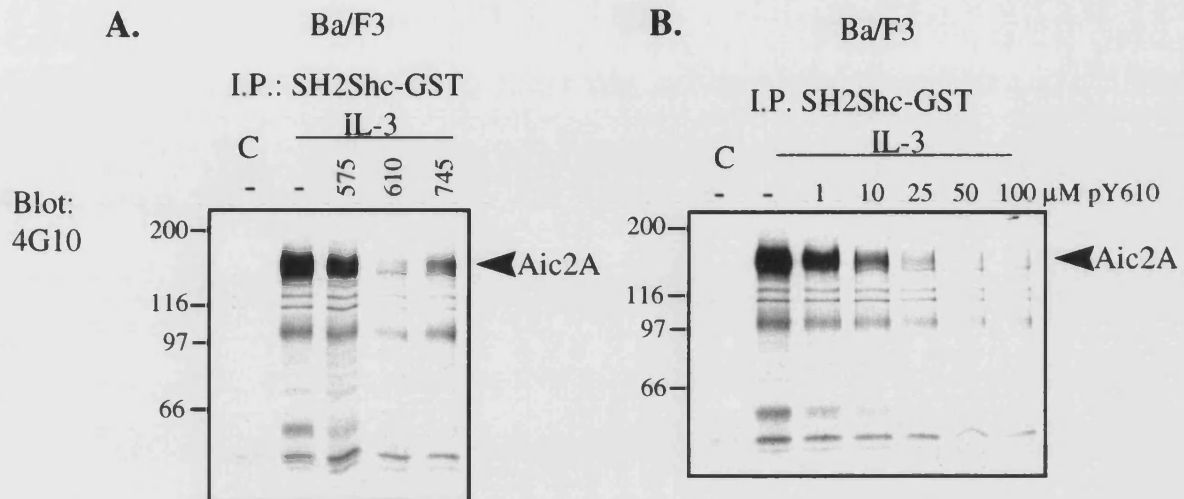 A.
Ba/F3
I.P.: SH2Shc-GST
IL-3
C
- - 575 610 745
Blot:
4G10
200
116
97
66
Aic2A
B.
Ba/F3
I.P. SH2Shc-GST
IL-3
C
- - 1 10 25 50 100 μM pY610
200
116
97
66
Aic2A